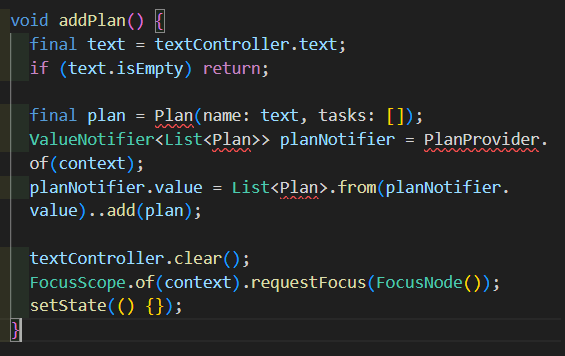 void addPlan() {
final text = textController.text;
if (text.isEmpty) return;
final plan = Plan(name: text, tasks: []);
ValueNotifier<List<Plan>> planNotifier = PlanProvider.
of(context);
planNotifier.value = List<Plan>.from(planNotifier.
value)..add(plan);
textController.clear();
FocusScope.of(context).requestFocus(FocusNode());
setState(() {});
}